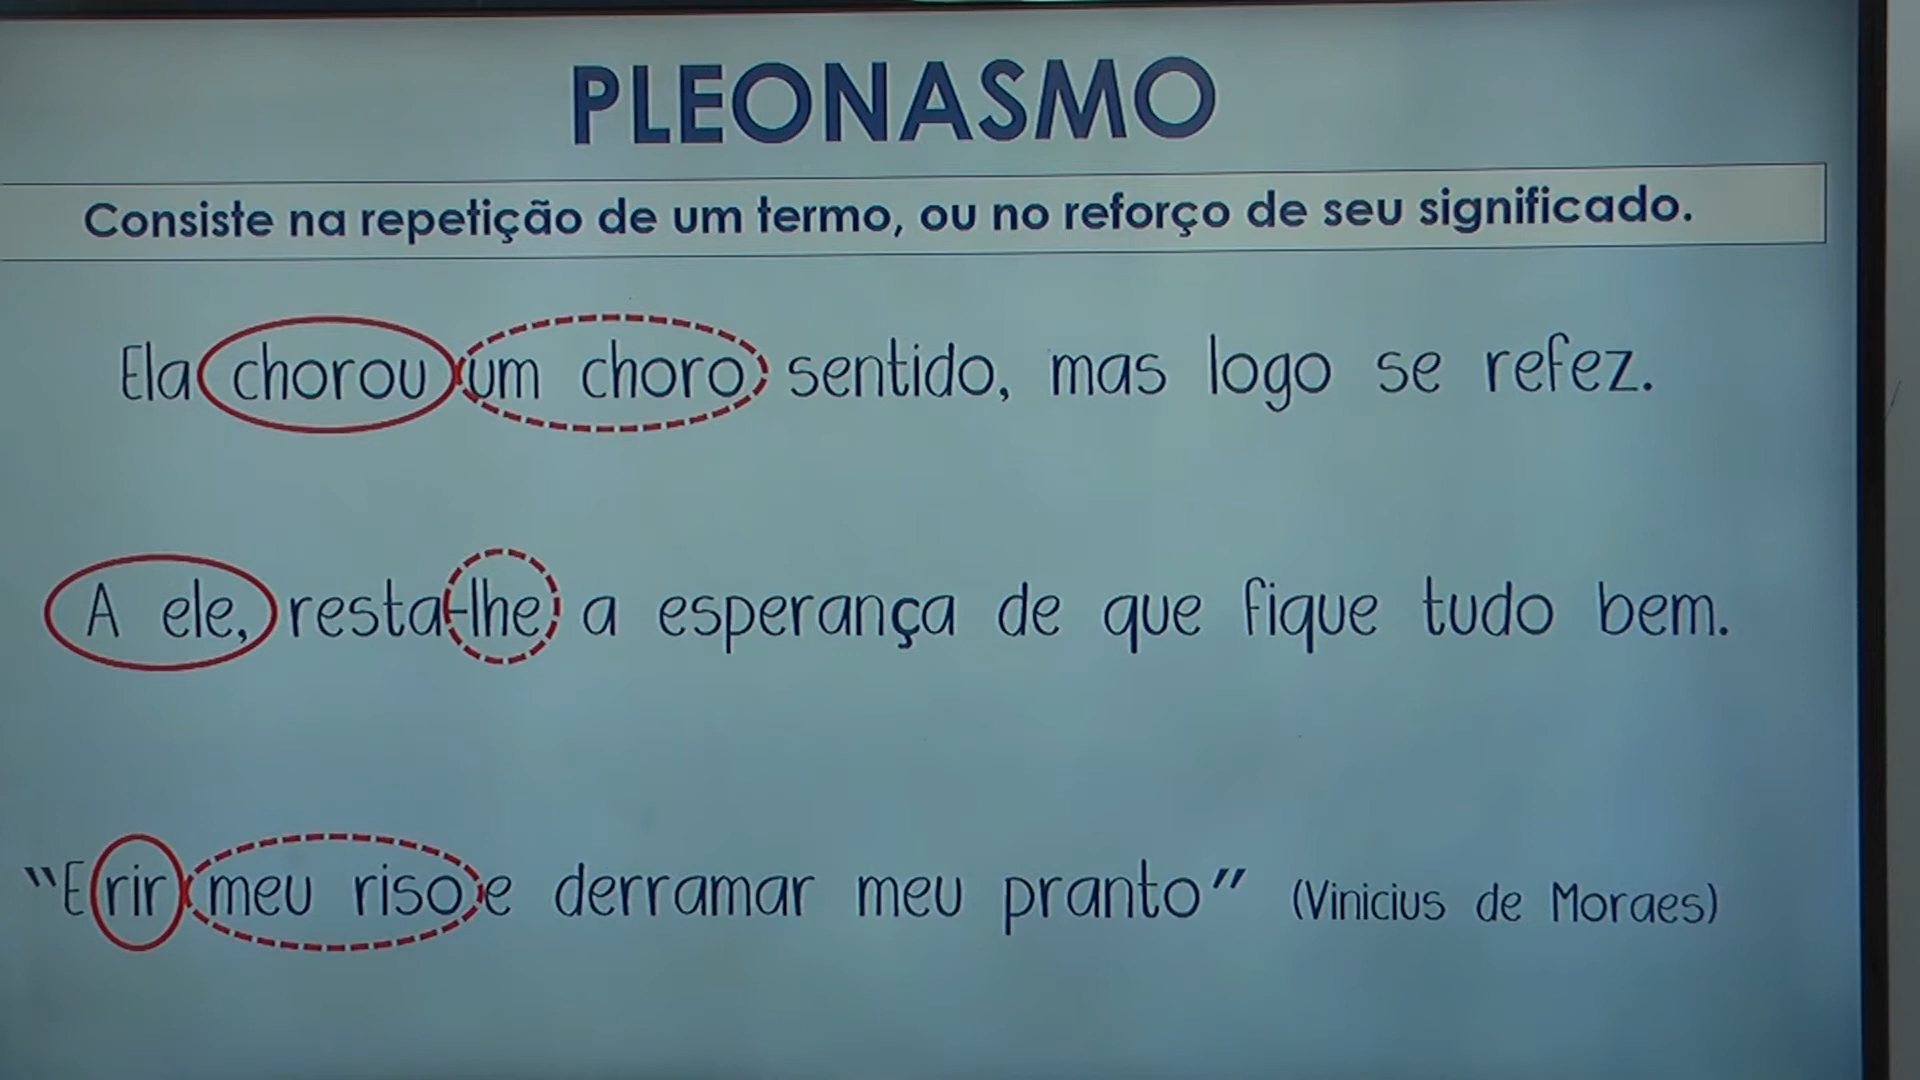 PLEONASMO
Consiste na repetição de um termo, ou no reforço de seu significado.
Ela chorou um choro sentido, mas logo se refez.
A ele, resta-lhe a esperança de que fique tudo bem.
"E rir meu riso e derramar meu pranto" (Vinicius de Moraes)